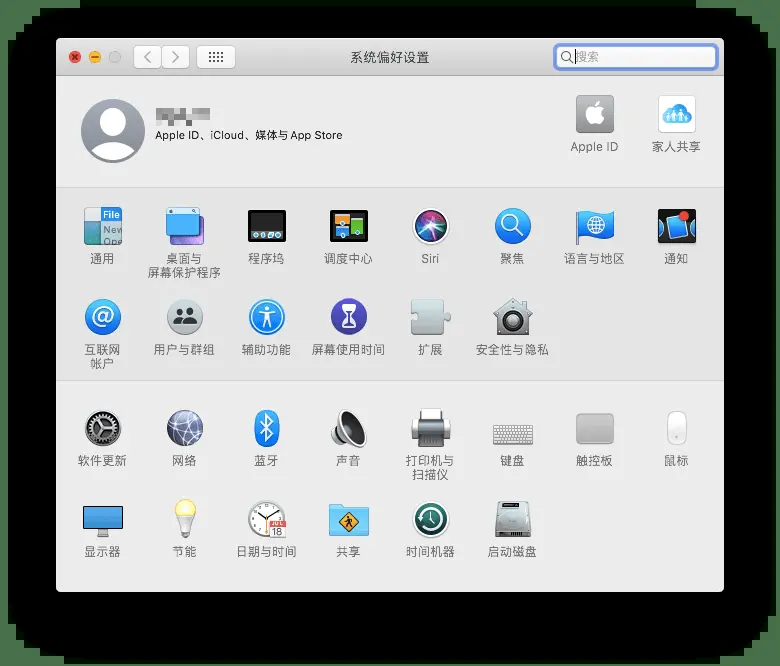 系统偏好设置
搜索
Apple ID、iCloud、媒体与 App Store
Apple ID
家人共享
File
New
Ope
通用
桌面与
屏幕保护程序
程序坞
调度中心
Siri
聚焦
语言与地区
通知
@
互联网
帐户
用户与群组
辅助功能
屏幕使用时间
扩展
安全性与隐私
软件更新
网络
蓝牙
声音
打印机与
扫描仪
键盘
触控板
鼠标
显示器
节能
JUL
18
日期与时间
共享
时间机器
启动磁盘